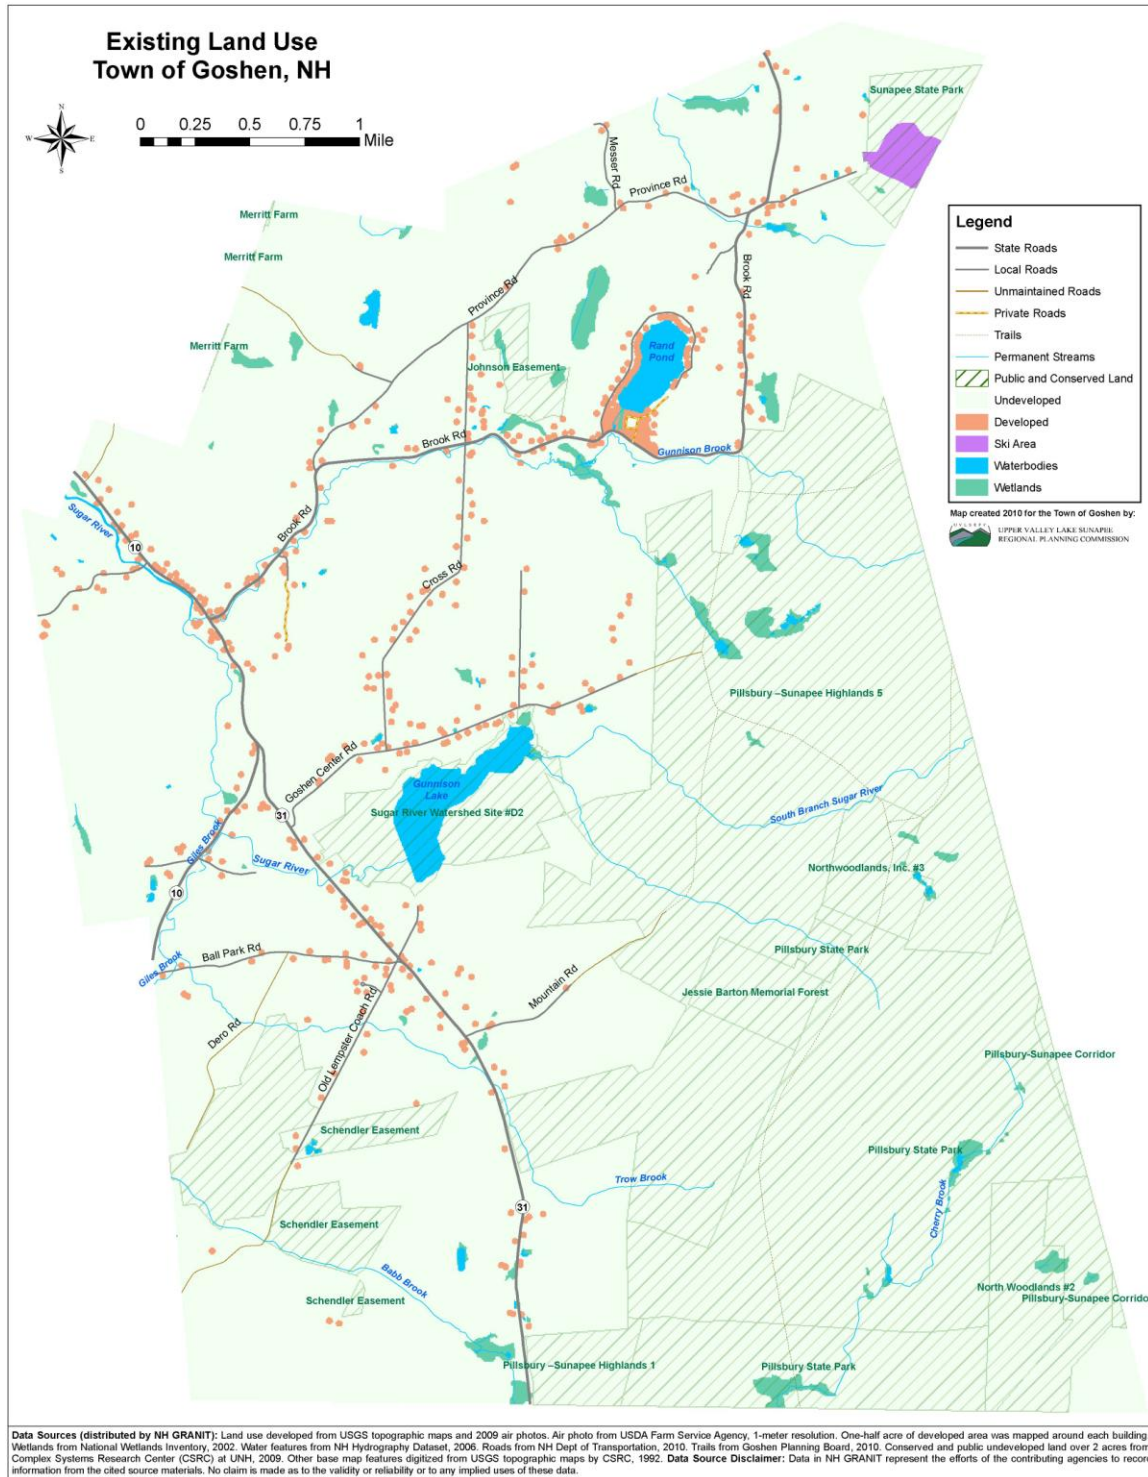 Existing Land Use
Town of Goshen, NH
N
W
E
S
0 0.25 0.5 0.75 1
Mile
Sunapee State Park
Messer Rd
Province Rd
Merritt Farm
Merritt Farm
Merritt Farm
Province Rd
Brook Rd
Rand
Pond
Johnson Easement
Brook Rd
Gunnison Brook
Legend
State Roads
Local Roads
Unmaintained Roads
Private Roads
Trails
Permanent Streams
Public and Conserved Land
Undeveloped
Developed
Ski Area
Waterbodies
Wetlands
Map created 2010 for the Town of Goshen by:
UPPER VALLEY LAKE SUNAPEE
REGIONAL PLANNING COMMISSION
Sugar River
10
Brook Rd
Cross Rd
Pillsbury –Sunapee Highlands 5
Goshen Center Rd
Gunnison
Lake
Sugar River Watershed Site #D2
South Branch Sugar River
31
Giles Brook
Sugar River
10
Northwoodlands, Inc. #3
Ball Park Rd
Giles Brook
Pillsbury State Park
Mountain Rd
Jessie Barton Memorial Forest
Dero Rd
Old Lempster Coach Rd
Pillsbury-Sunapee Corridor
Schendler Easement
Pillsbury State Park
Trow Brook
31
Cherry Brook
Schendler Easement
Babb Brook
North Woodlands #2
Pillsbury-Sunapee Corrido
Schendler Easement
Pillsbury –Sunapee Highlands 1
Pillsbury State Park
Data Sources (distributed by NH GRANIT): Land use developed from USGS topographic maps and 2009 air photos. Air photo from USDA Farm Service Agency, 1-meter resolution. One-half acre of developed area was mapped around each building
Wetlands from National Wetlands Inventory, 2002. Water features from NH Hydrography Dataset, 2006. Roads from NH Dept of Transportation, 2010. Trails from Goshen Planning Board, 2010. Conserved and public undeveloped land over 2 acres from
Complex Systems Research Center (CSRC) at UNH, 2009. Other base map features digitized from USGS topographic maps by CSRC, 1992. Data Source Disclaimer: Data in NH GRANIT represent the efforts of the contributing agencies to recor
information from the cited source materials. No claim is made as to the validity or reliability or to any implied uses of these data.